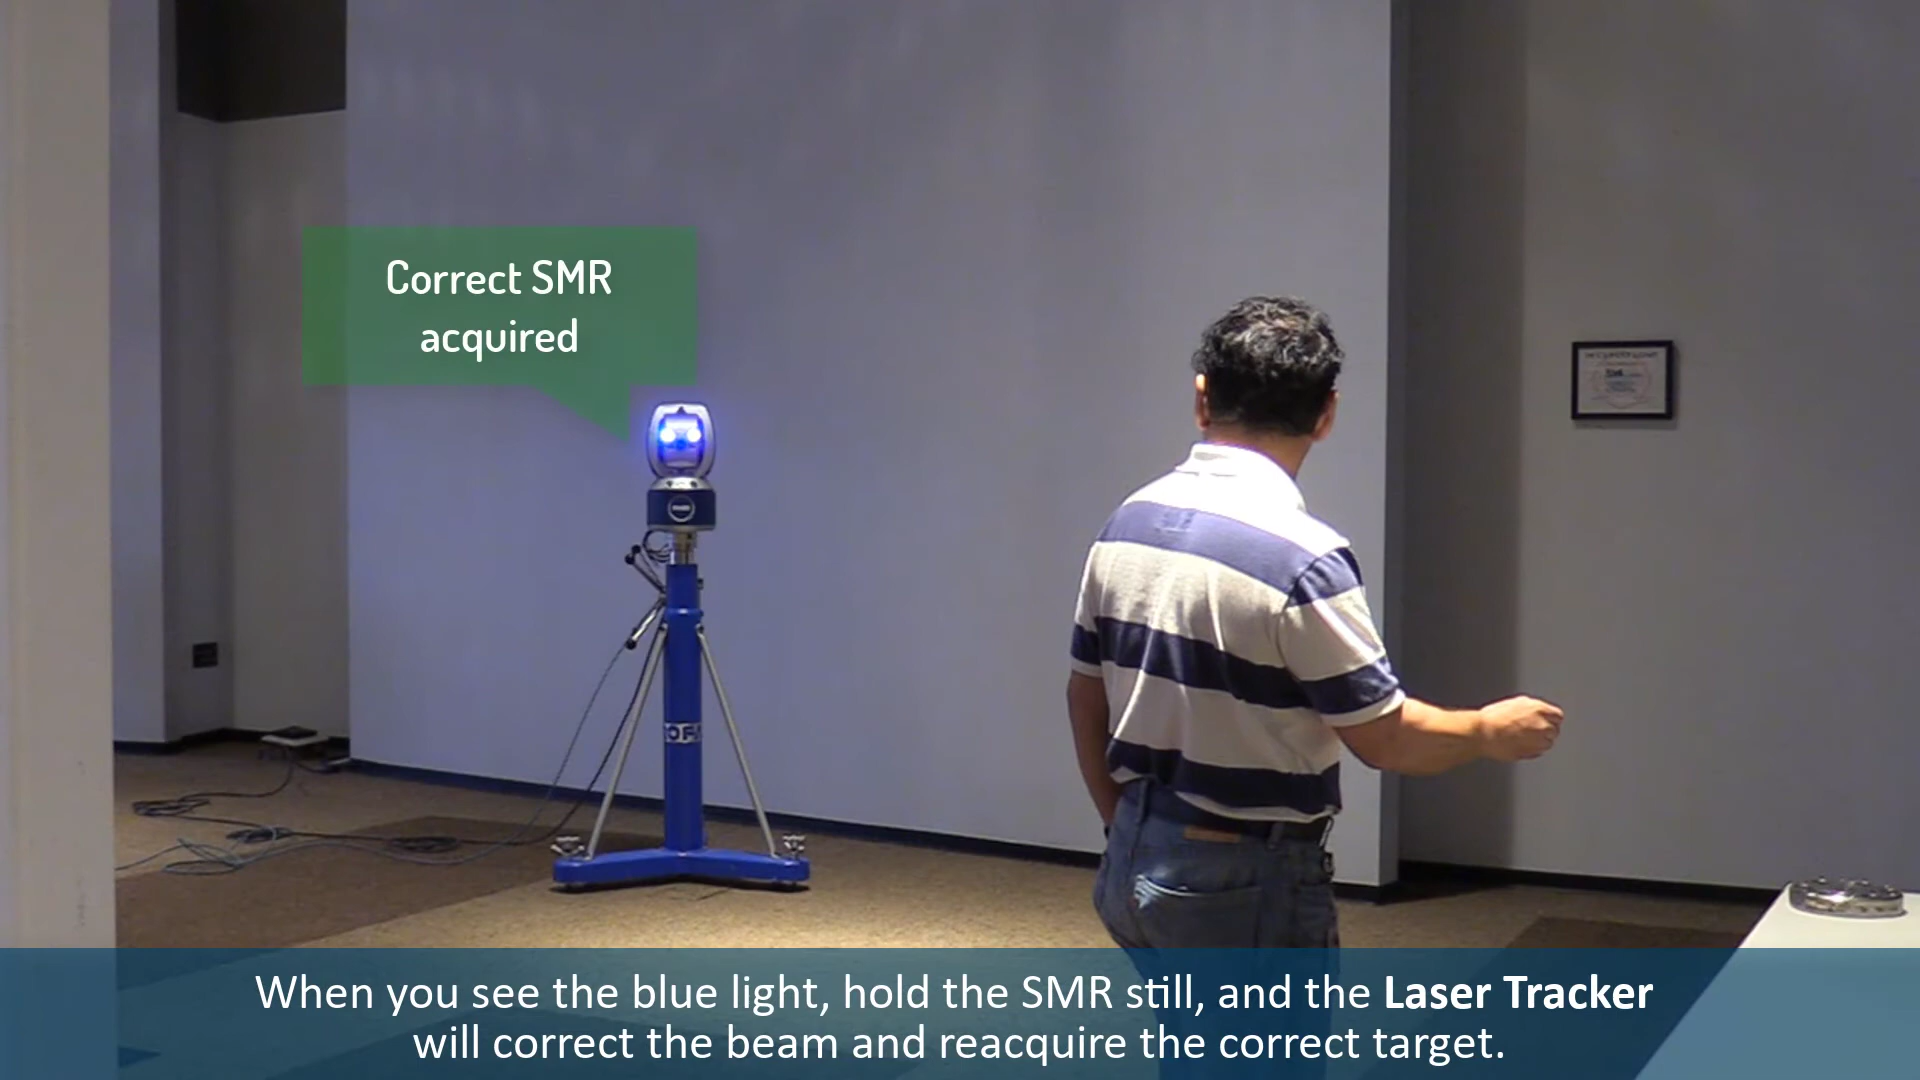 Correct SMR
acquired
When you see the blue light, hold the SMR still, and the Laser Tracker
will correct the beam and reacquire the correct target.